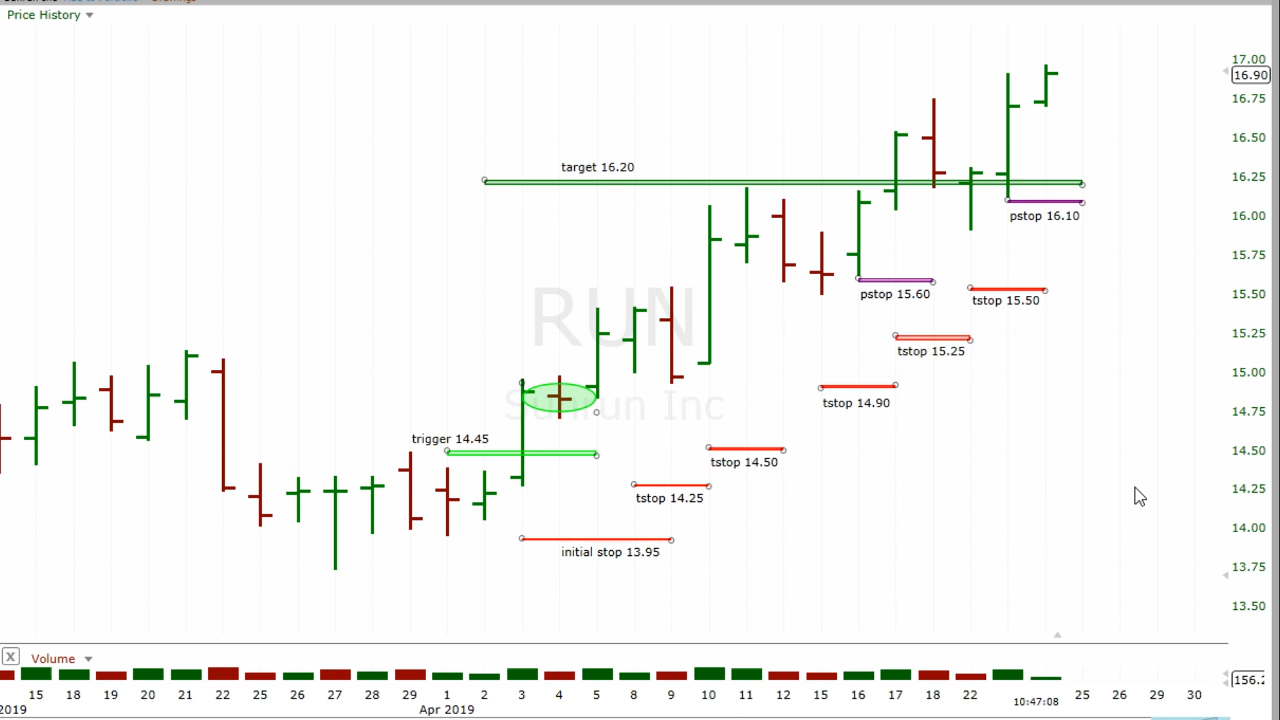 Price History
17.00
16.90
16.75
16.50
target 16.20
16.25
16.00
pstop 16.10
15.75
15.50
pstop 15.60
tstop 15.50
RUN
15.25
tstop 15.25
15.00
Sunrun Inc
tstop 14.90
14.75
trigger 14.45
14.50
tstop 14.50
14.25
tstop 14.25
14.00
initial stop 13.95
13.75
13.50
X Volume
156.2
15 18 19 20 21 22 25 26 27 28 29 1 2 3 4 5 8 9 10 11 12 15 16 17 18 22 25 26 29 30
10:47:08
2019 Apr 2019